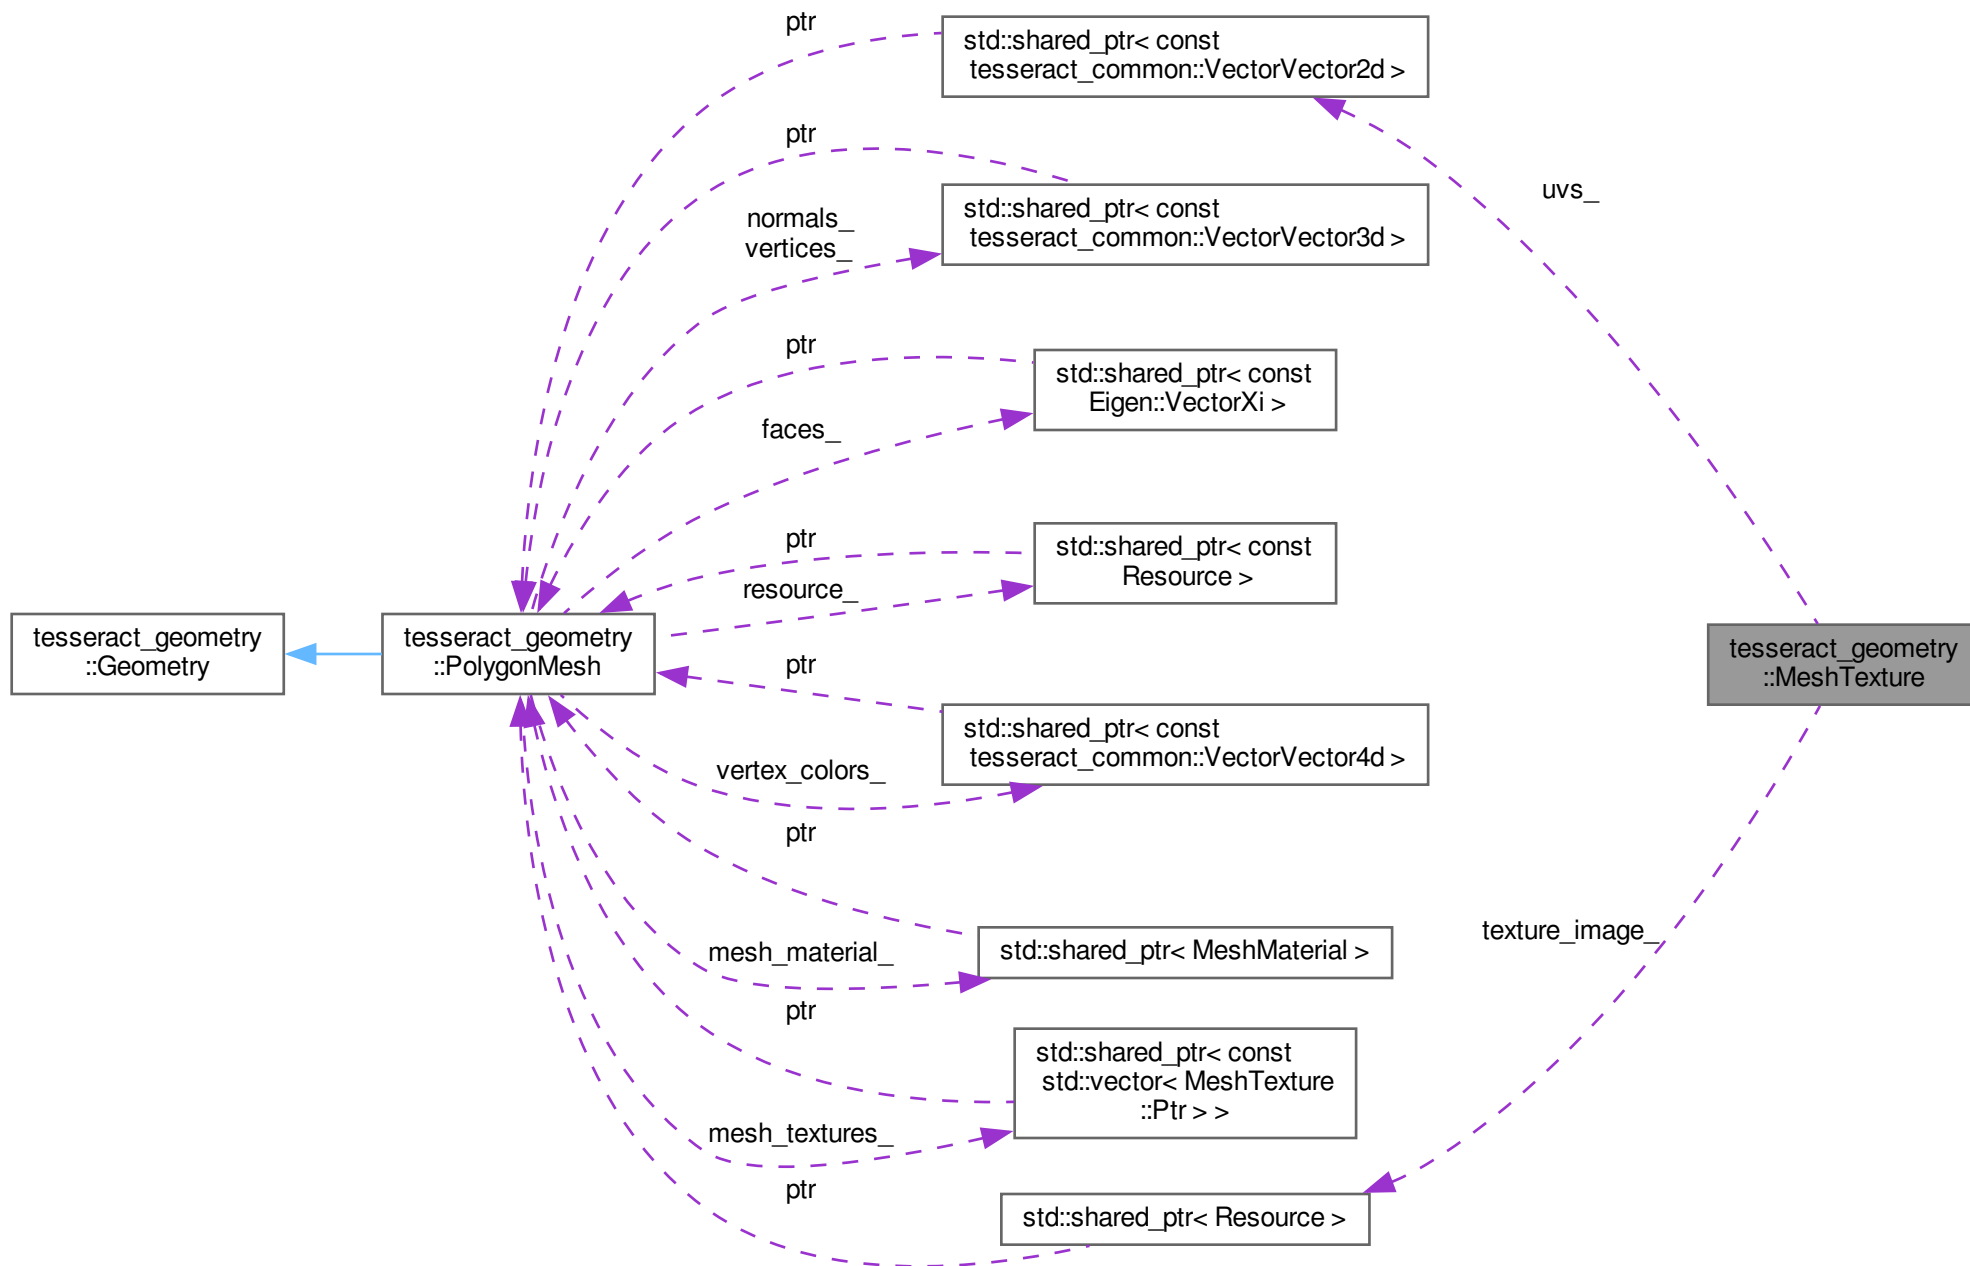 ptr
std::shared_ptr< const
tesseract_common::VectorVector2d >
ptr
uvs_
normals_
vertices_
std::shared_ptr< const
tesseract_common::VectorVector3d >
ptr
std::shared_ptr< const
Eigen::VectorXi >
faces_
ptr
std::shared_ptr< const
Resource >
resource_
tesseract_geometry
::Geometry
tesseract_geometry
::PolygonMesh
tesseract_geometry
::MeshTexture
ptr
std::shared_ptr< const
tesseract_common::VectorVector4d >
vertex_colors_
ptr
texture_image_
mesh_material_
std::shared_ptr< MeshMaterial >
ptr
std::shared_ptr< const
std::vector< MeshTexture
::Ptr > >
mesh_textures_
ptr
std::shared_ptr< Resource >